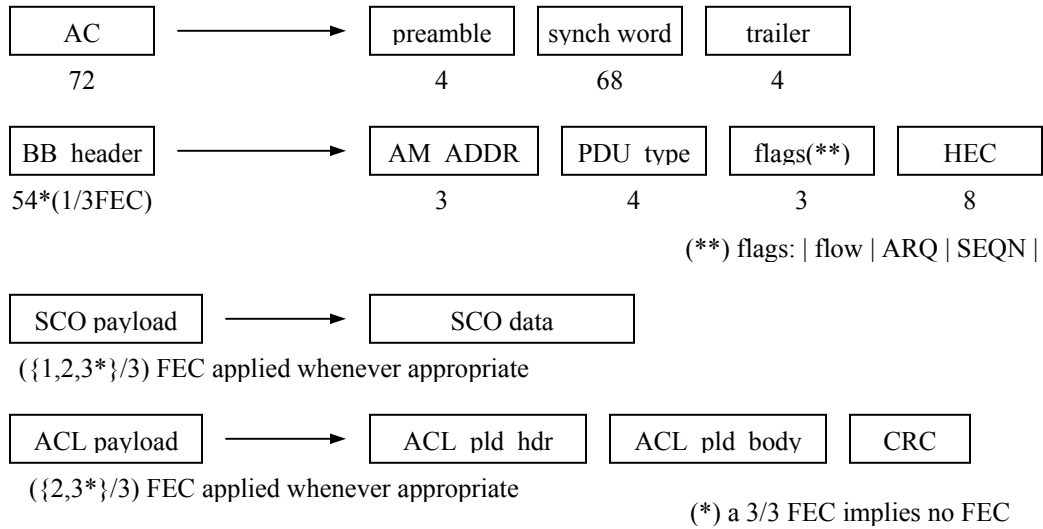 AC preamble synch word trailer
72 4 68 4
BB header AM ADDR PDU type flags(**) HEC
54*(1/3FEC) 3 4 3 8
(**) flags: | flow | ARQ | SEQN |
SCO payload SCO data
({1,2,3*}/3) FEC applied whenever appropriate
ACL payload ACL pld hdr ACL pld body CRC
({2,3*}/3) FEC applied whenever appropriate
(*) a 3/3 FEC implies no FEC